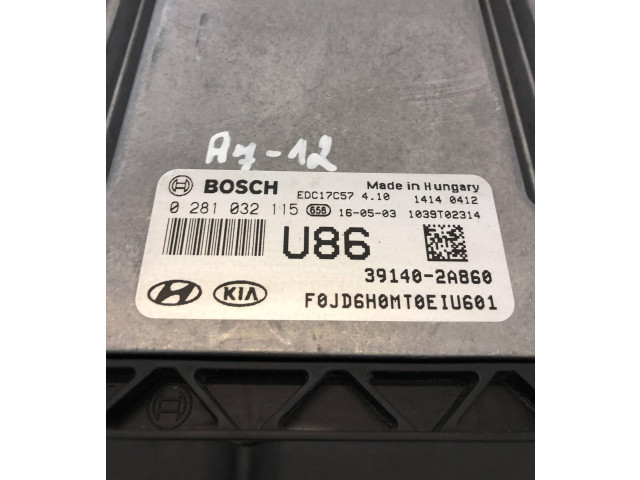 A7-12
BOSCH EDC17C57 4.10 Made in Hungary
1414 0412
0 281 032 115 658 16-05-03 1039T02314
U86
39140-2A860
KIA F0JD6H0MT0EIU601